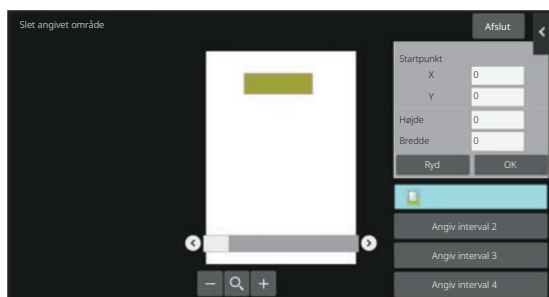 Slet angivet område
Afslut
Startpunkt
X 0
Y 0
Højde 0
Bredde 0
Ryd OK
Angiv interval 2
Angiv interval 3
Angiv interval 4